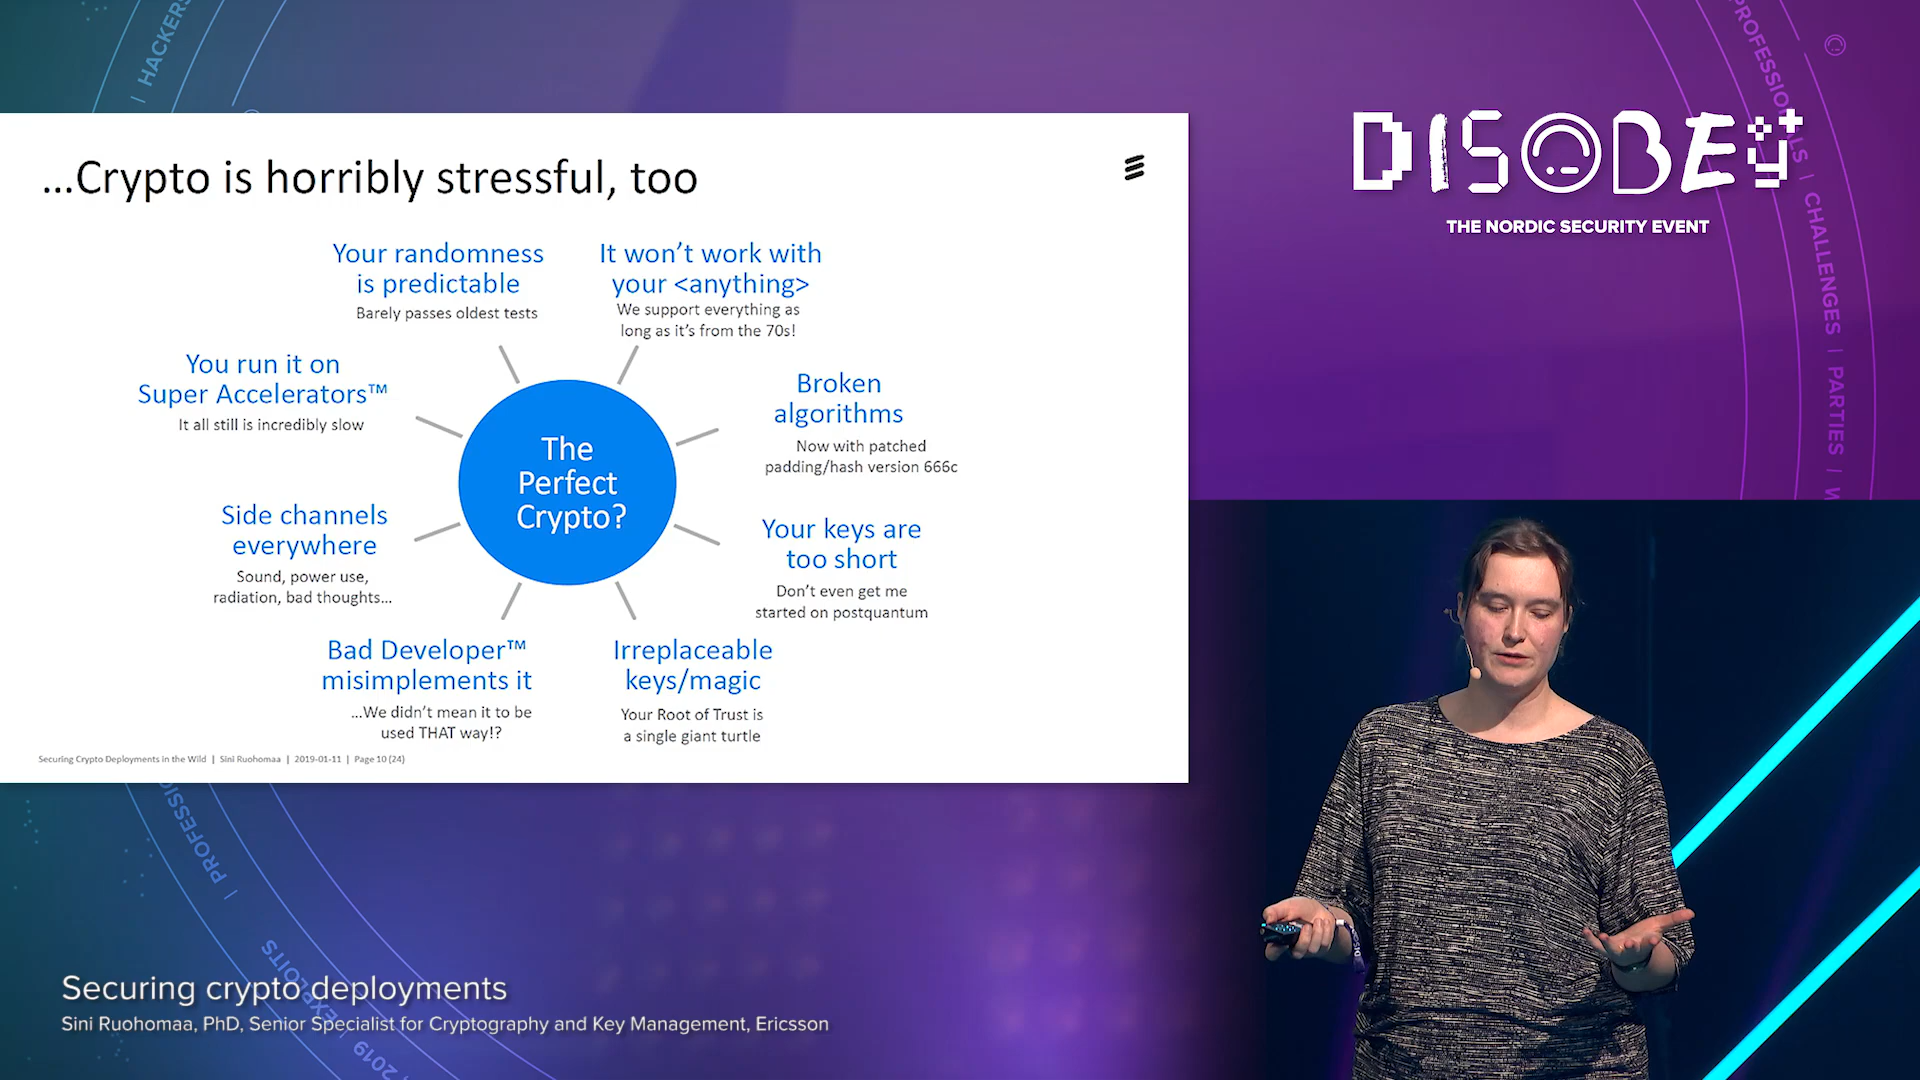 ...Crypto is horribly stressful, too
Your randomness
is predictable
Barely passes oldest tests
It won't work with
your <anything>
We support everything as
long as it's from the 70s!
You run it on
Super Accelerators™
It all still is incredibly slow
Broken
algorithms
Now with patched
padding/hash version 666c
The
Perfect
Crypto?
Side channels
everywhere
Sound, power use,
radiation, bad thoughts...
Your keys are
too short
Don't even get me
started on postquantum
Bad Developer™
misimplements it
...We didn't mean it to be
used THAT way!?
Irreplaceable
keys/magic
Your Root of Trust is
a single giant turtle
Securing Crypto Deployments in the Wild | Sini Ruohomaa | 2019-01-11 | Page 10 (24)
DISOBEY
THE NORDIC SECURITY EVENT
| HACKERS
PROFESSIONALS | CHALLENGES | PARTIES /
PROFESSI
EXPLOITS
2019
Securing crypto deployments
Sini Ruohomaa, PhD, Senior Specialist for Cryptography and Key Management, Ericsson